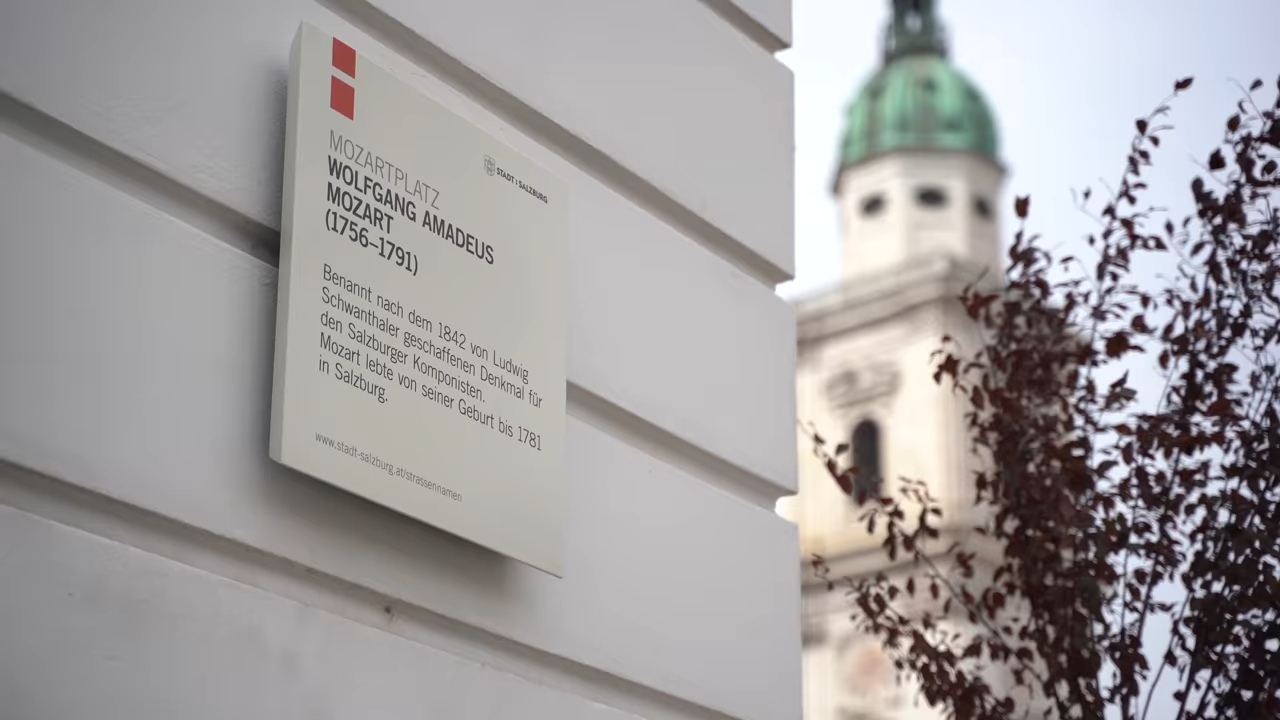 MOZARTPLATZ
STADT : SALZBURG
WOLFGANG AMADEUS
MOZART
(1756–1791)
Benannt nach dem 1842 von Ludwig
Schwanthaler geschaffenen Denkmal für
den Salzburger Komponisten.
Mozart lebte von seiner Geburt bis 1781
in Salzburg.
www.stadt-salzburg.at/strassennamen